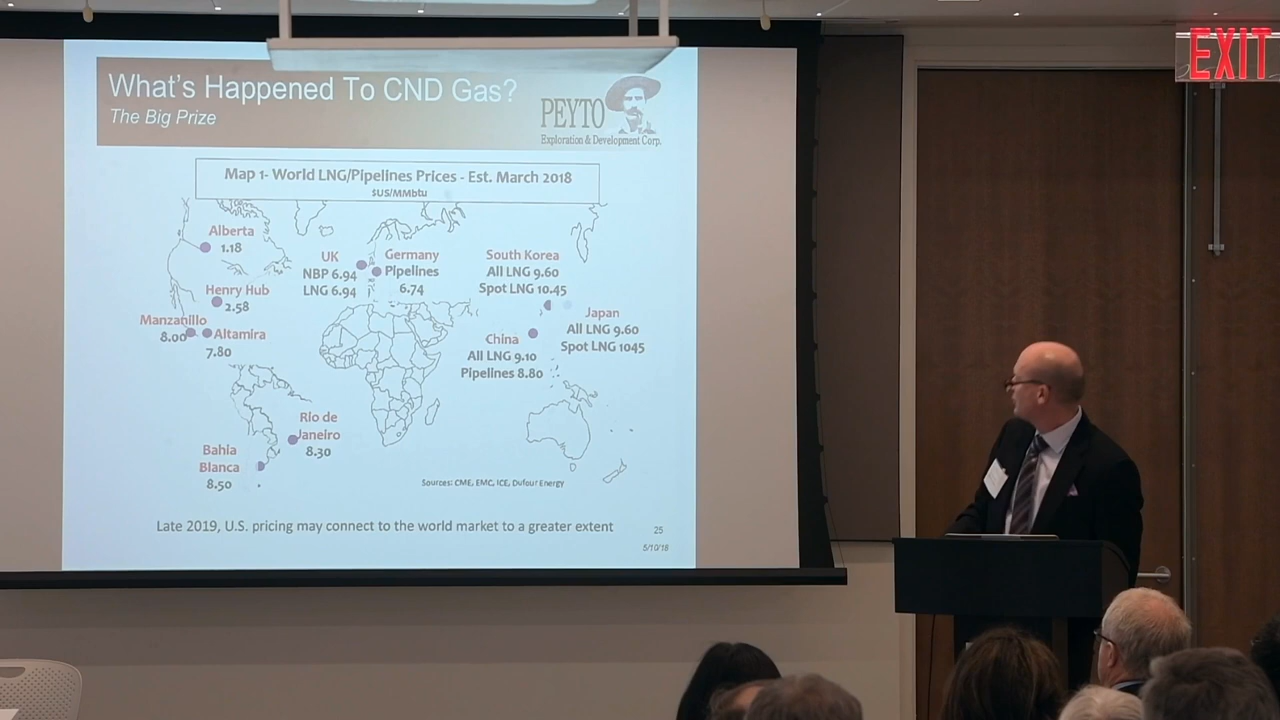 EXIT
What's Happened To CND Gas?
The Big Prize
PEYTO
Exploration & Development Corp.
Map 1- World LNG/Pipelines Prices - Est. March 2018
$US/MMbtu
Alberta
1.18
Henry Hub
2.58
Manzanillo
8.00
Altamira
7.80
UK
NBP 6.94
LNG 6.94
Germany
Pipelines
6.74
South Korea
All LNG 9.60
Spot LNG 10.45
Japan
All LNG 9.60
Spot LNG 1045
China
All LNG 9.10
Pipelines 8.80
Rio de
Janeiro
8.30
Bahia
Blanca
8.50
Sources: CME, EMC, ICE, Dufour Energy
Late 2019, U.S. pricing may connect to the world market to a greater extent
25
5/10/18